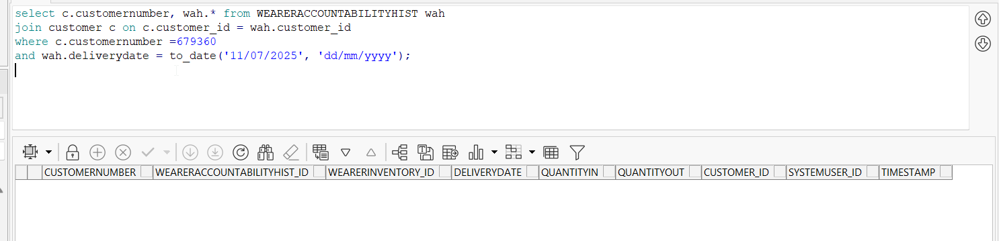 select c.customernumber, wah.* from WEARERACCOUNTABILITYHIST wah
join customer c on c.customer_id = wah.customer_id
where c.customernumber =679360
and wah.deliverydate = to_date('11/07/2025', 'dd/mm/yyyy');
CUSTOMERNUMBER WEARERACCOUNTABILITYHIST_ID WEARERINVENTORY_ID DELIVERYDATE QUANTITYIN QUANTITYOUT CUSTOMER_ID SYSTEMUSER_ID TIMESTAMP